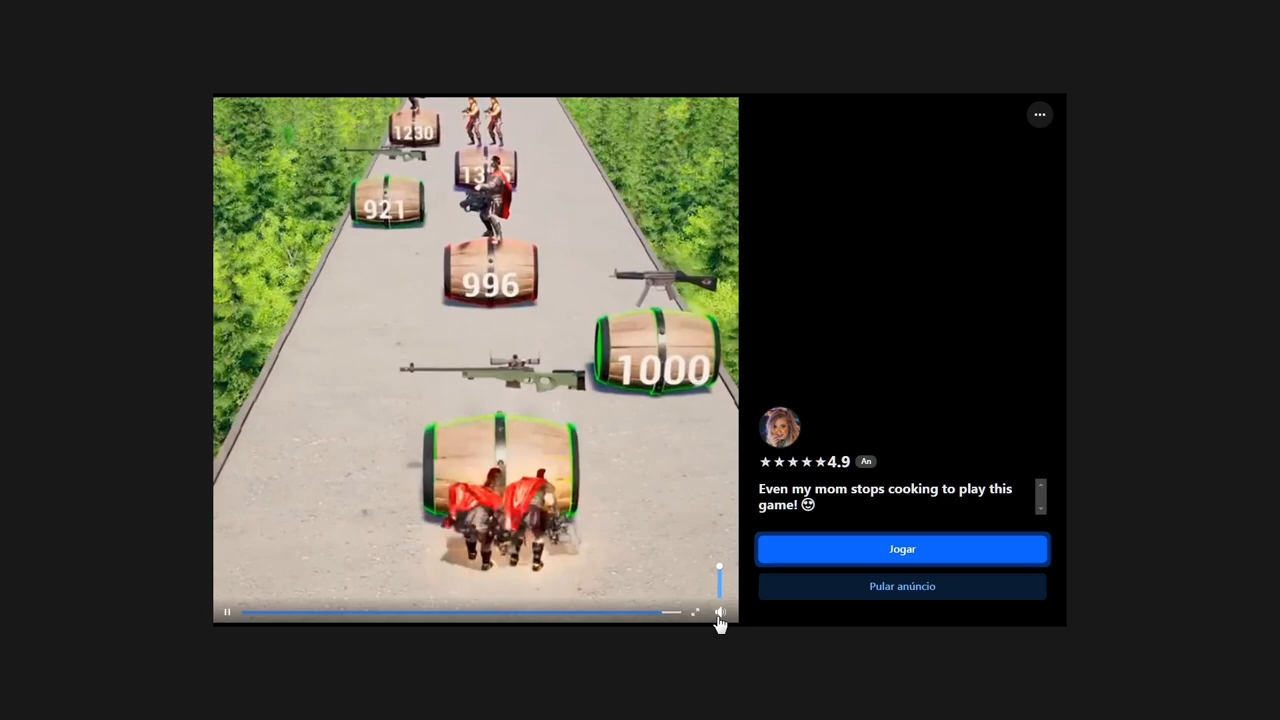 1230
921
996
1000
4.9 An
Even my mom stops cooking to play this
game! 😍
Jogar
Pular anúncio